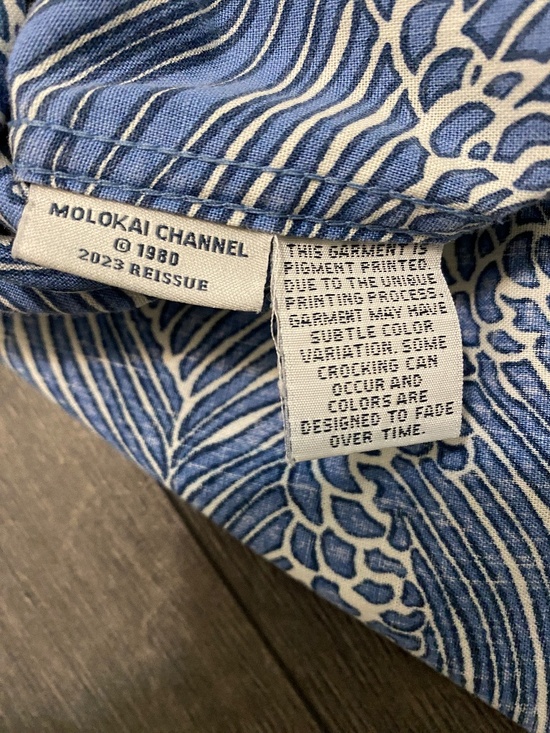 MOLOKAI CHANNEL
© 1980
2023 REISSUE
THIS GARMENT IS
PIGMENT PRINTED.
DUE TO THE UNIQUE
PRINTING PROCESS,
GARMENT MAY HAVE
SUBTLE COLOR
VARIATION. SOME
CROCKING CAN
OCCUR AND
COLORS ARE
DESIGNED TO FADE
OVER TIME.